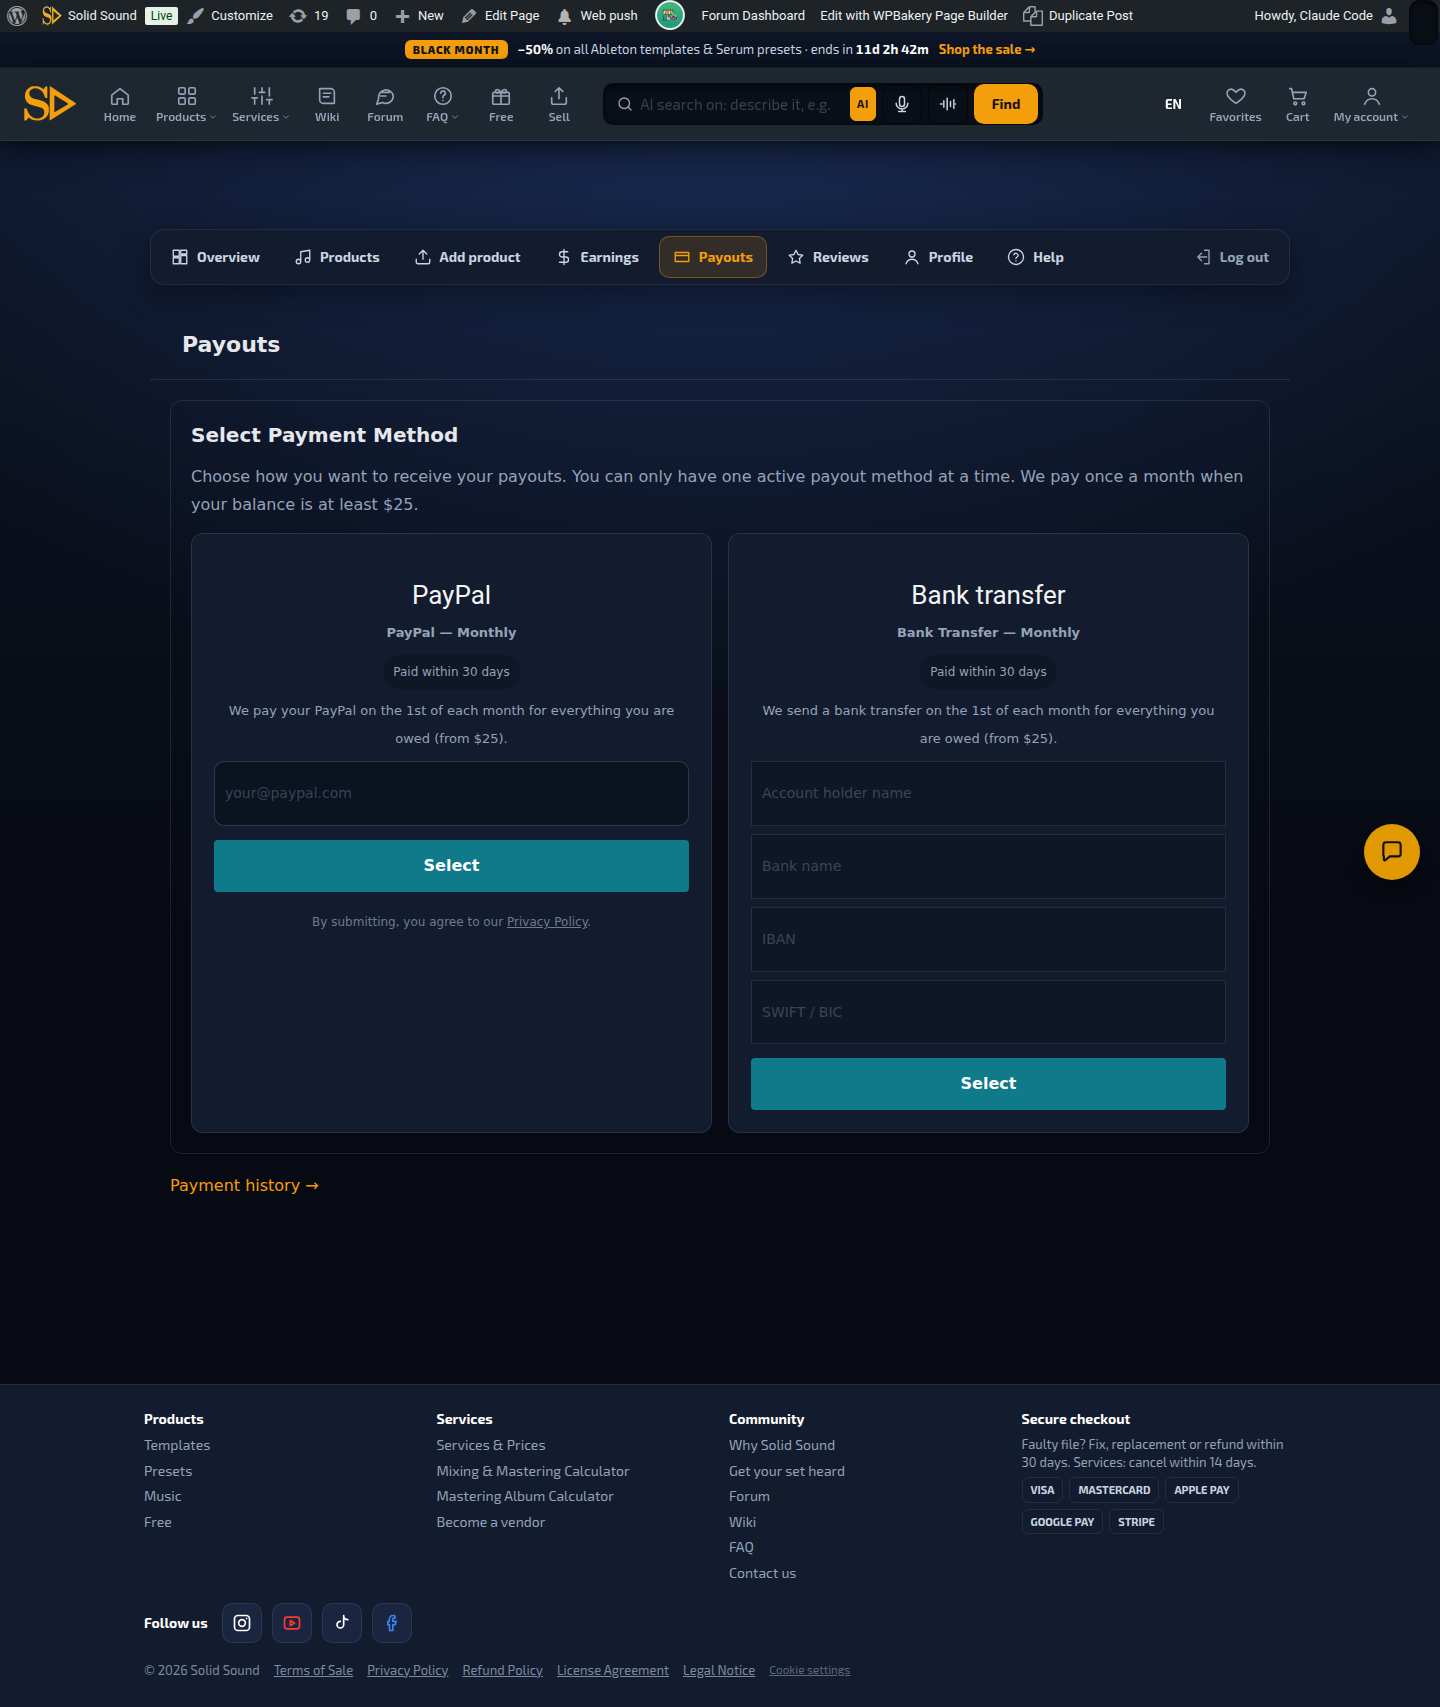 Solid Sound Live Customize 19 0 New Edit Page Web push Forum Dashboard Edit with WPBakery Page Builder Duplicate Post Howdy, Claude Code
BLACK MONTH −50% on all Ableton templates & Serum presets · ends in 11d 2h 42m Shop the sale →
SD
Home Products Services Wiki Forum FAQ Free Sell
AI search on: describe it, e.g. AI Find
EN Favorites Cart My account
Overview Products Add product Earnings Payouts Reviews Profile Help Log out
Payouts
Select Payment Method
Choose how you want to receive your payouts. You can only have one active payout method at a time. We pay once a month when
your balance is at least $25.
PayPal
PayPal — Monthly
Paid within 30 days
We pay your PayPal on the 1st of each month for everything you are
owed (from $25).
your@paypal.com
Select
By submitting, you agree to our Privacy Policy.
Bank transfer
Bank Transfer — Monthly
Paid within 30 days
We send a bank transfer on the 1st of each month for everything you
are owed (from $25).
Account holder name
Bank name
IBAN
SWIFT / BIC
Select
Payment history →
Products
Templates
Presets
Music
Free
Services
Services & Prices
Mixing & Mastering Calculator
Mastering Album Calculator
Become a vendor
Community
Why Solid Sound
Get your set heard
Forum
Wiki
FAQ
Contact us
Secure checkout
Faulty file? Fix, replacement or refund within
30 days. Services: cancel within 14 days.
VISA MASTERCARD APPLE PAY
GOOGLE PAY STRIPE
Follow us
© 2026 Solid Sound Terms of Sale Privacy Policy Refund Policy License Agreement Legal Notice Cookie settings